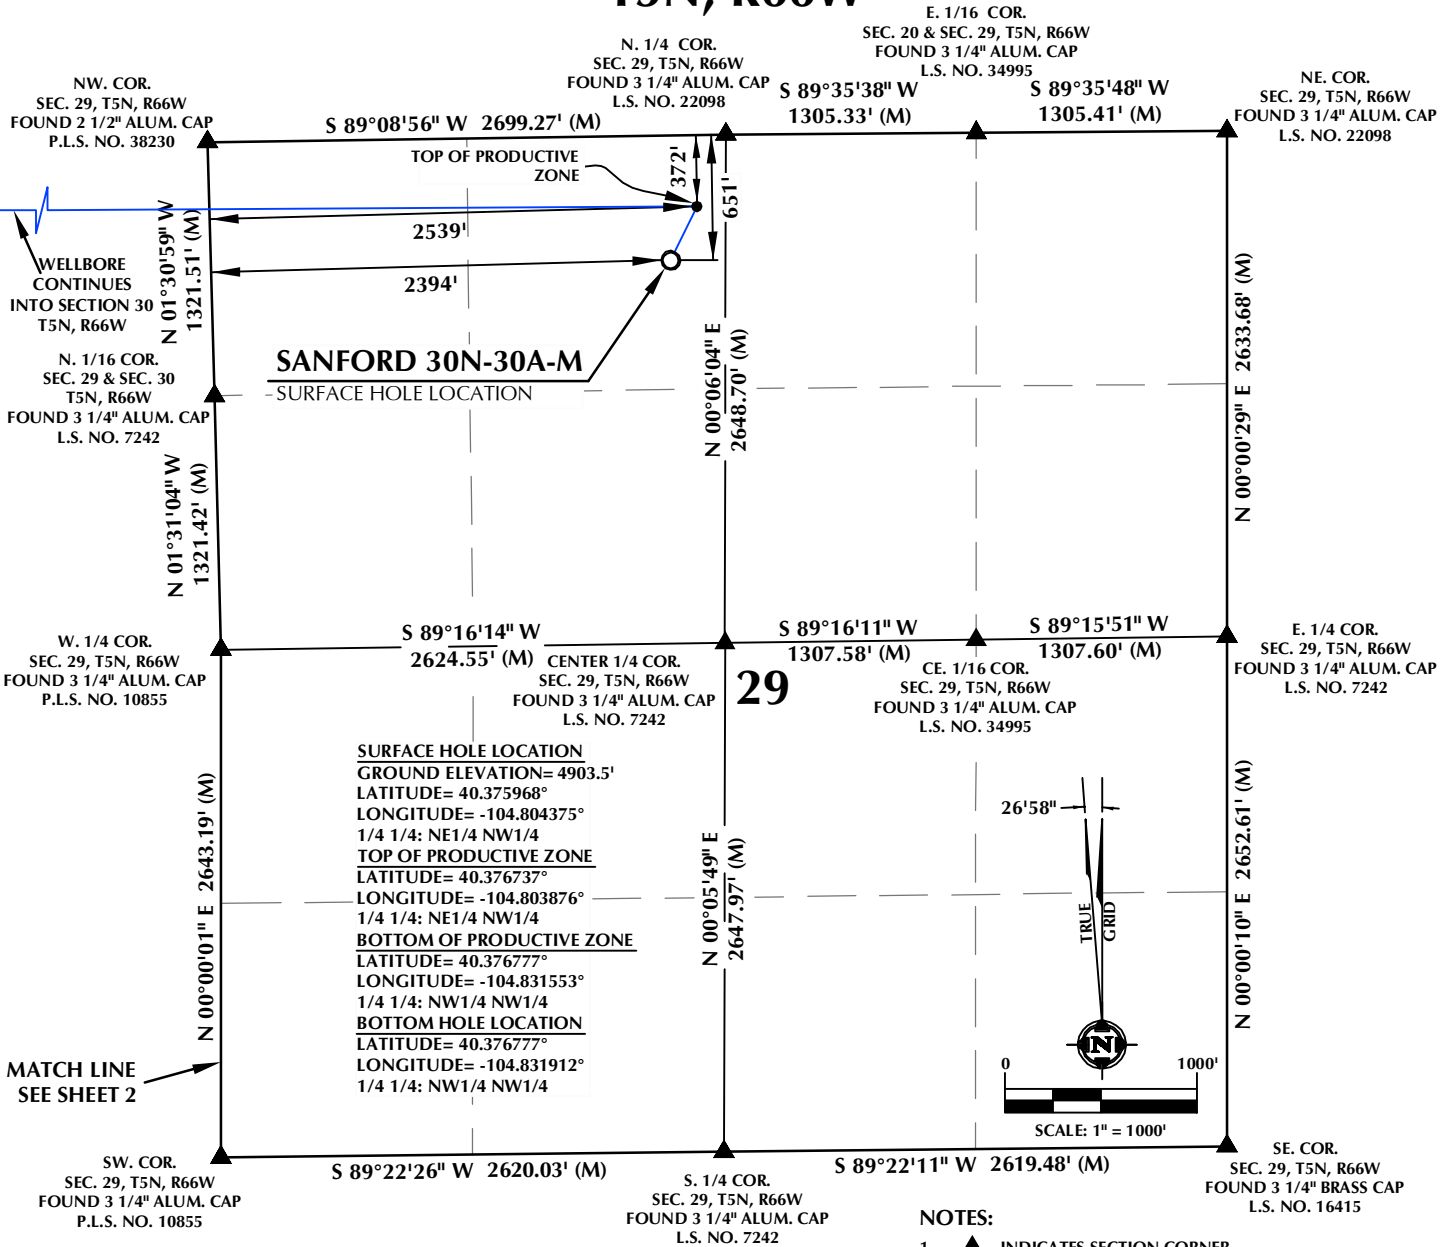 T5N, R66W
E. 1/16 COR.
SEC. 20 & SEC. 29, T5N, R66W
FOUND 3 1/4" ALUM. CAP
L.S. NO. 34995
N. 1/4 COR.
SEC. 29, T5N, R66W
FOUND 3 1/4" ALUM. CAP
L.S. NO. 22098
NW. COR.
SEC. 29, T5N, R66W
FOUND 2 1/2" ALUM. CAP
P.L.S. NO. 38230
NE. COR.
SEC. 29, T5N, R66W
FOUND 3 1/4" ALUM. CAP
L.S. NO. 22098
S 89°08'56" W 2699.27' (M)
S 89°35'38" W
1305.33' (M)
S 89°35'48" W
1305.41' (M)
TOP OF PRODUCTIVE
ZONE
372'
651'
2539'
2394'
WELLBORE
CONTINUES
INTO SECTION 30
T5N, R66W
N 01°30'59" W
1321.51' (M)
SANFORD 30N-30A-M
SURFACE HOLE LOCATION
N. 1/16 COR.
SEC. 29 & SEC. 30
T5N, R66W
FOUND 3 1/4" ALUM. CAP
L.S. NO. 7242
N 00°06'04" E
2648.70' (M)
N 00°00'29" E 2633.68' (M)
N 01°31'04" W
1321.42' (M)
W. 1/4 COR.
SEC. 29, T5N, R66W
FOUND 3 1/4" ALUM. CAP
P.L.S. NO. 10855
S 89°16'14" W
2624.55' (M)
CENTER 1/4 COR.
SEC. 29, T5N, R66W
FOUND 3 1/4" ALUM. CAP
L.S. NO. 7242
29
S 89°16'11" W
1307.58' (M)
S 89°15'51" W
1307.60' (M)
CE. 1/16 COR.
SEC. 29, T5N, R66W
FOUND 3 1/4" ALUM. CAP
L.S. NO. 34995
E. 1/4 COR.
SEC. 29, T5N, R66W
FOUND 3 1/4" ALUM. CAP
L.S. NO. 7242
SURFACE HOLE LOCATION
GROUND ELEVATION= 4903.5'
LATITUDE= 40.375968°
LONGITUDE= -104.804375°
1/4 1/4: NE1/4 NW1/4
TOP OF PRODUCTIVE ZONE
LATITUDE= 40.376737°
LONGITUDE= -104.803876°
1/4 1/4: NE1/4 NW1/4
BOTTOM OF PRODUCTIVE ZONE
LATITUDE= 40.376777°
LONGITUDE= -104.831553°
1/4 1/4: NW1/4 NW1/4
BOTTOM HOLE LOCATION
LATITUDE= 40.376777°
LONGITUDE= -104.831912°
1/4 1/4: NW1/4 NW1/4
N 00°00'01" E 2643.19' (M)
N 00°05'49" E
2647.97' (M)
N 00°00'10" E 2652.61' (M)
26'58"
TRUE
GRID
N
0 1000'
SCALE: 1" = 1000'
MATCH LINE
SEE SHEET 2
SW. COR.
SEC. 29, T5N, R66W
FOUND 3 1/4" ALUM. CAP
P.L.S. NO. 10855
S 89°22'26" W 2620.03' (M)
S. 1/4 COR.
SEC. 29, T5N, R66W
FOUND 3 1/4" ALUM. CAP
L.S. NO. 7242
S 89°22'11" W 2619.48' (M)
SE. COR.
SEC. 29, T5N, R66W
FOUND 3 1/4" BRASS CAP
L.S. NO. 16415
NOTES:
1. INDICATES SECTION CORNER